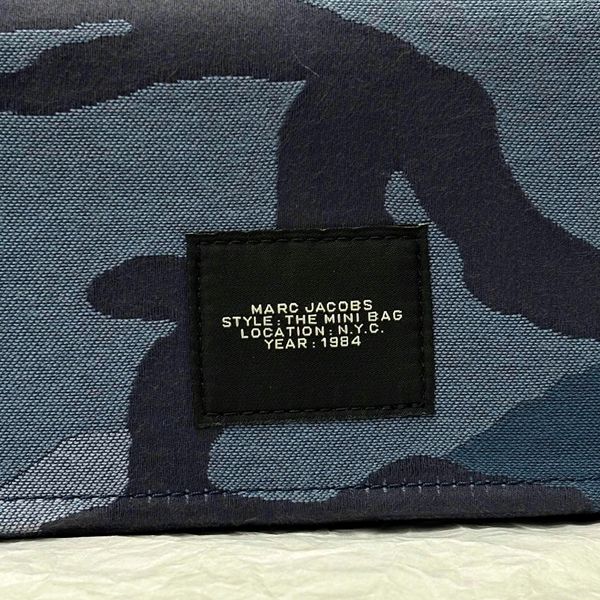 MARC JACOBS
STYLE : THE MINI BAG
LOCATION : N.Y.C.
YEAR : 1984